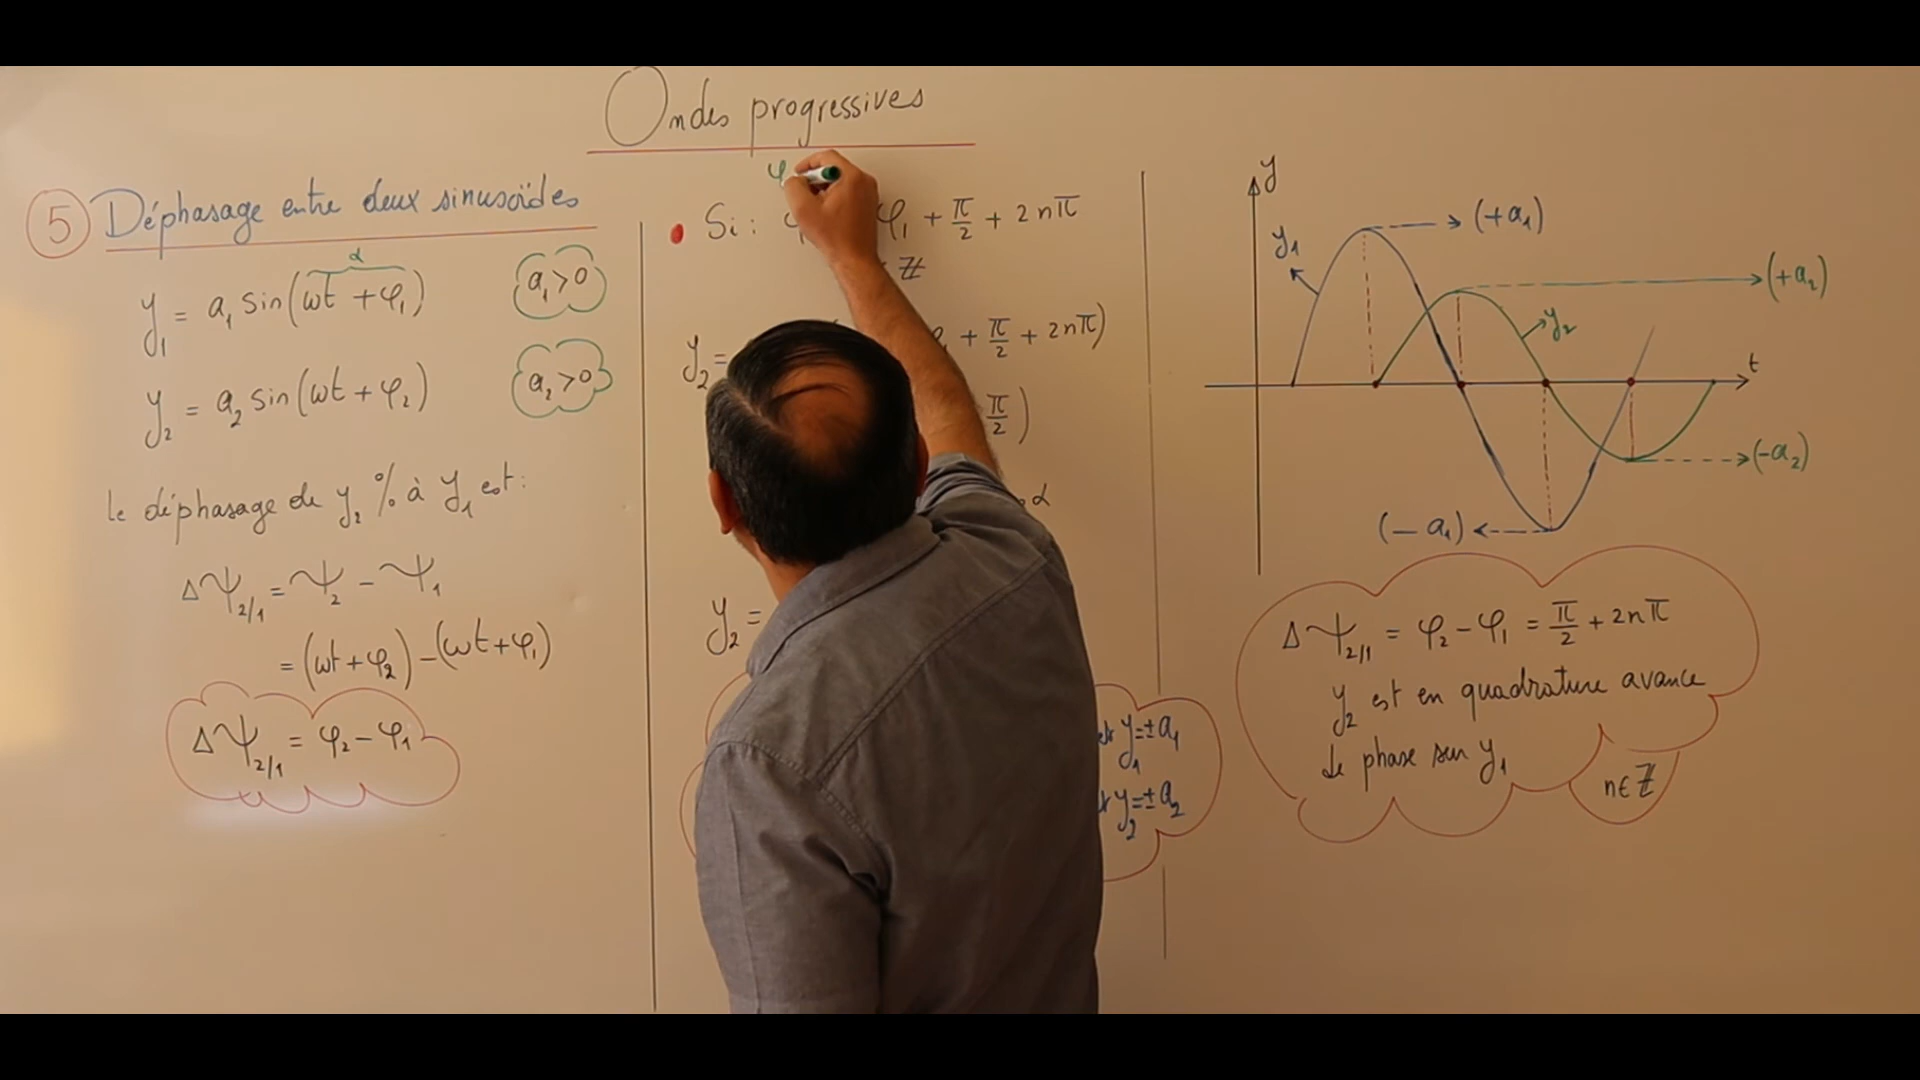 Ondes progressives
5 Déphasage entre deux sinusoïdes
α
y₁ = a₁ sin(ωt + φ₁)
a₁ > 0
y₂ = a₂ sin(ωt + φ₂)
a₂ > 0
le déphasage de y₂ % à y₁ est :
Δψ₂/₁ = ψ₂ − ψ₁
= (ωt + φ₂) − (ωt + φ₁)
Δψ₂/₁ = φ₂ − φ₁
φ
Si : φ₁ + π/2 + 2nπ
ℤ
y₂ = + π/2 + 2nπ)
π/2)
α
y₂ =
y₁ = ± a₁
y₂ = ± a₂
y
y₁
(+a₁)
(+a₂)
y₂
t
(−a₂)
(− a₁)
Δψ₂/₁ = φ₂ − φ₁ = π/2 + 2nπ
y₂ est en quadrature avance
de phase sur y₁
n∈ℤ